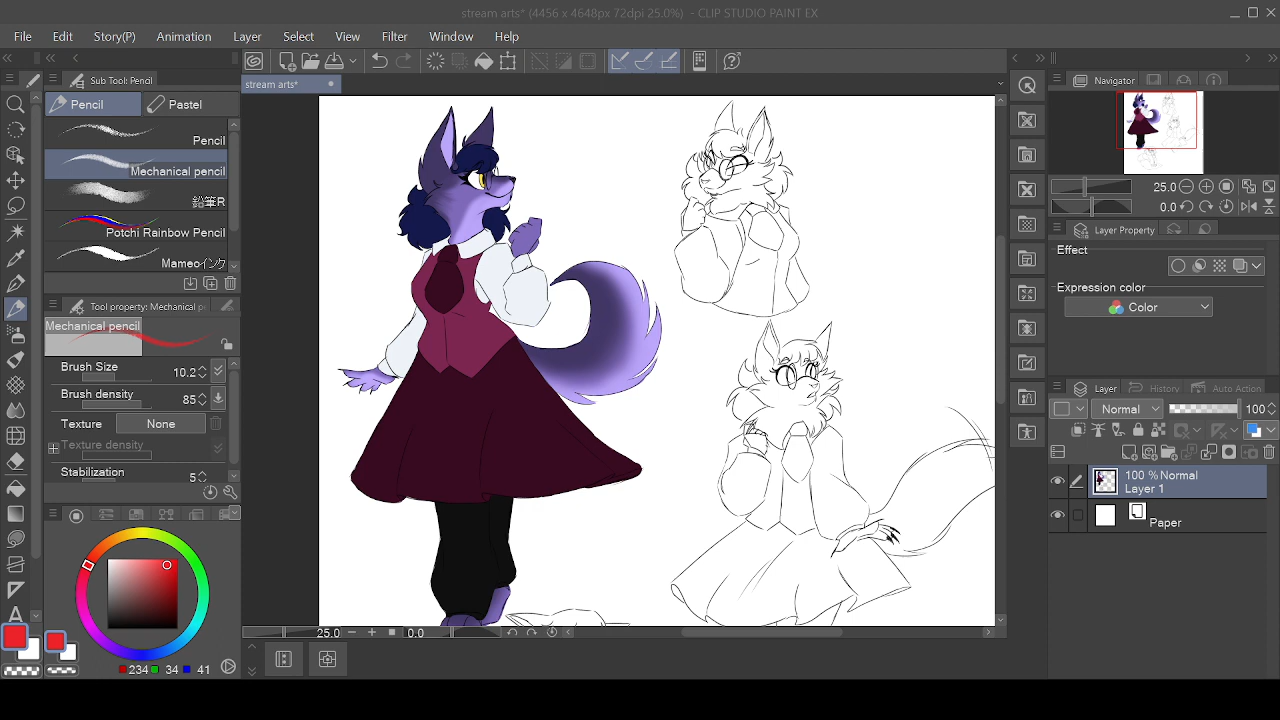 stream arts* (4456 x 4648px 72dpi 25.0%) - CLIP STUDIO PAINT EX
File Edit Story(P) Animation Layer Select View Filter Window Help
Sub Tool: Pencil
stream arts*
Navigator
Pencil Pastel
Pencil
Mechanical pencil
鉛筆R
Potchi Rainbow Pencil
Mameoインク
25.0
0.0
Layer Property
Effect
Expression color
Color
Tool property: Mechanical pe
Mechanical pencil
Brush Size 10.2
Brush density 85
Texture None
Texture density
Stabilization 5
Layer History Auto Action
Normal 100
100 % Normal
Layer 1
Paper
A
25.0 0.0
234 34 41